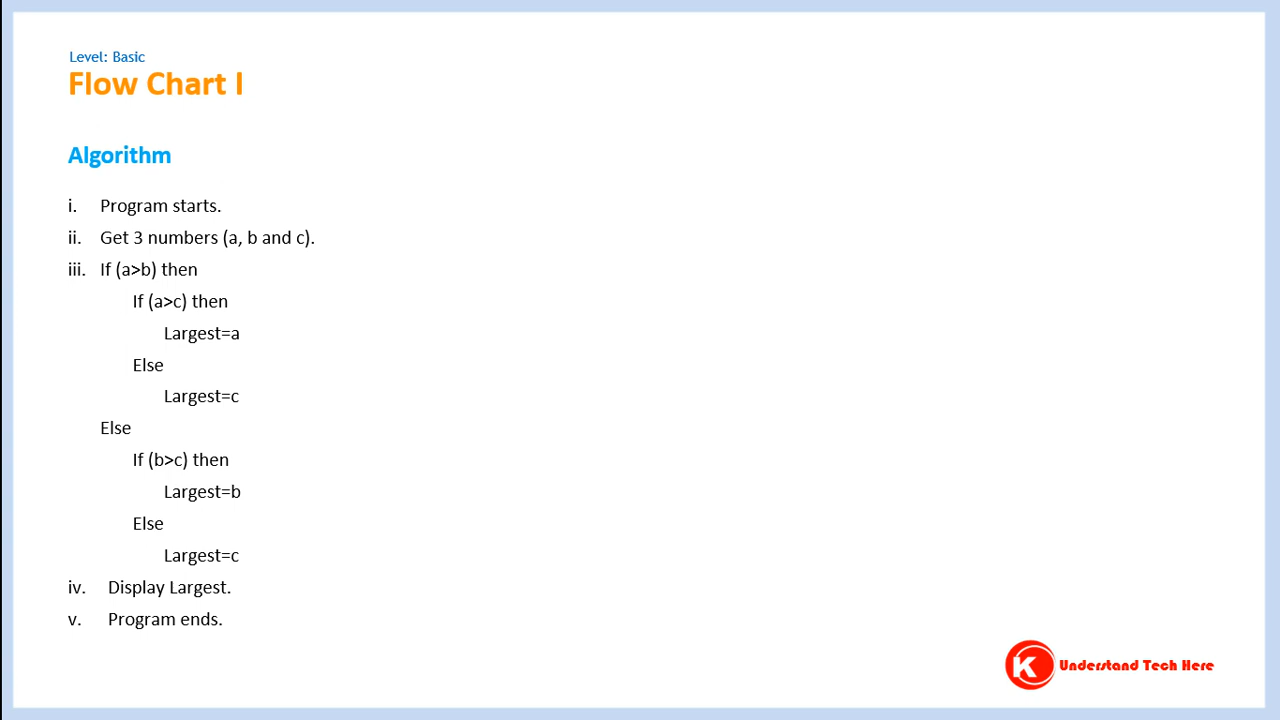 Level: Basic
Flow Chart I
Algorithm
i. Program starts.
ii. Get 3 numbers (a, b and c).
iii. If (a>b) then
If (a>c) then
Largest=a
Else
Largest=c
Else
If (b>c) then
Largest=b
Else
Largest=c
iv. Display Largest.
v. Program ends.
K Understand Tech Here